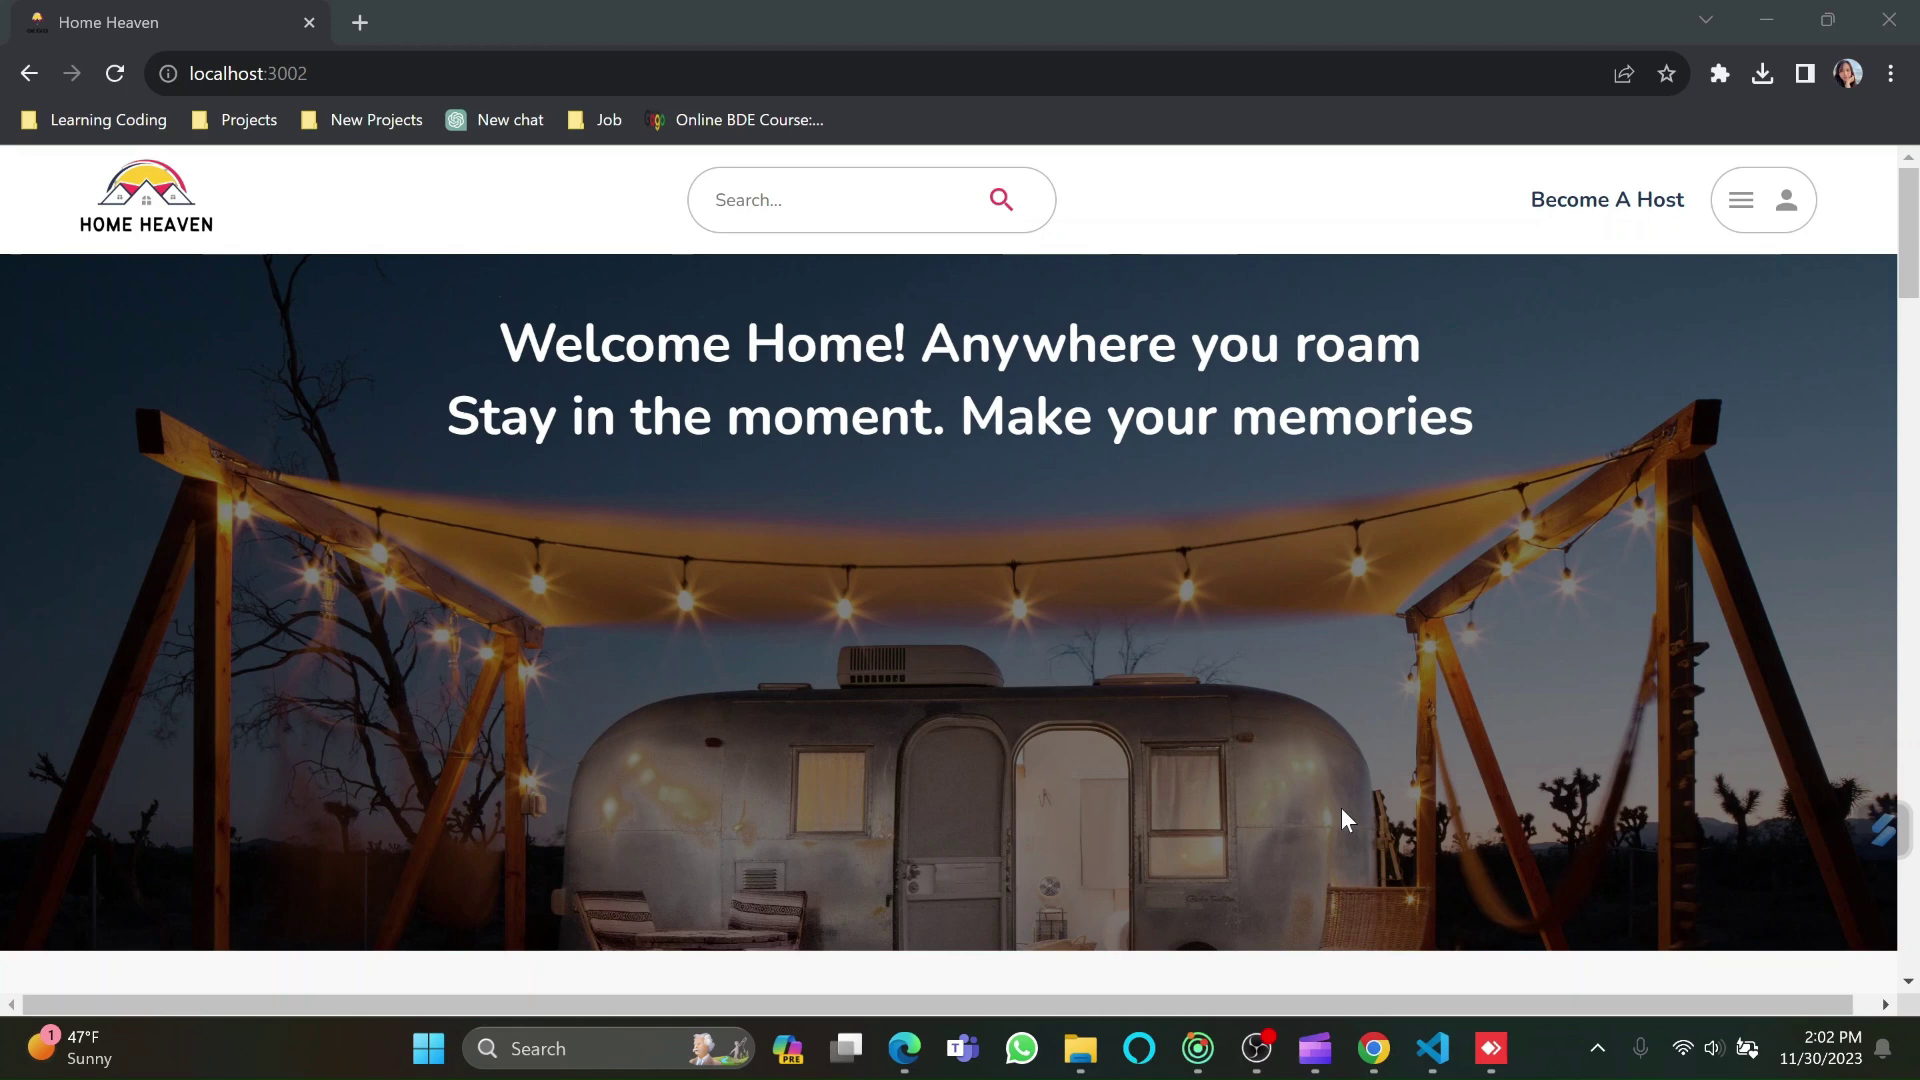 Home Heaven
localhost:3002
Learning Coding
Projects
New Projects
New chat
Job
Online BDE Course:...
HOME HEAVEN
Search...
Become A Host
Welcome Home! Anywhere you roam
Stay in the moment. Make your memories
1
47°F
Sunny
Search
PRE
2:02 PM
11/30/2023